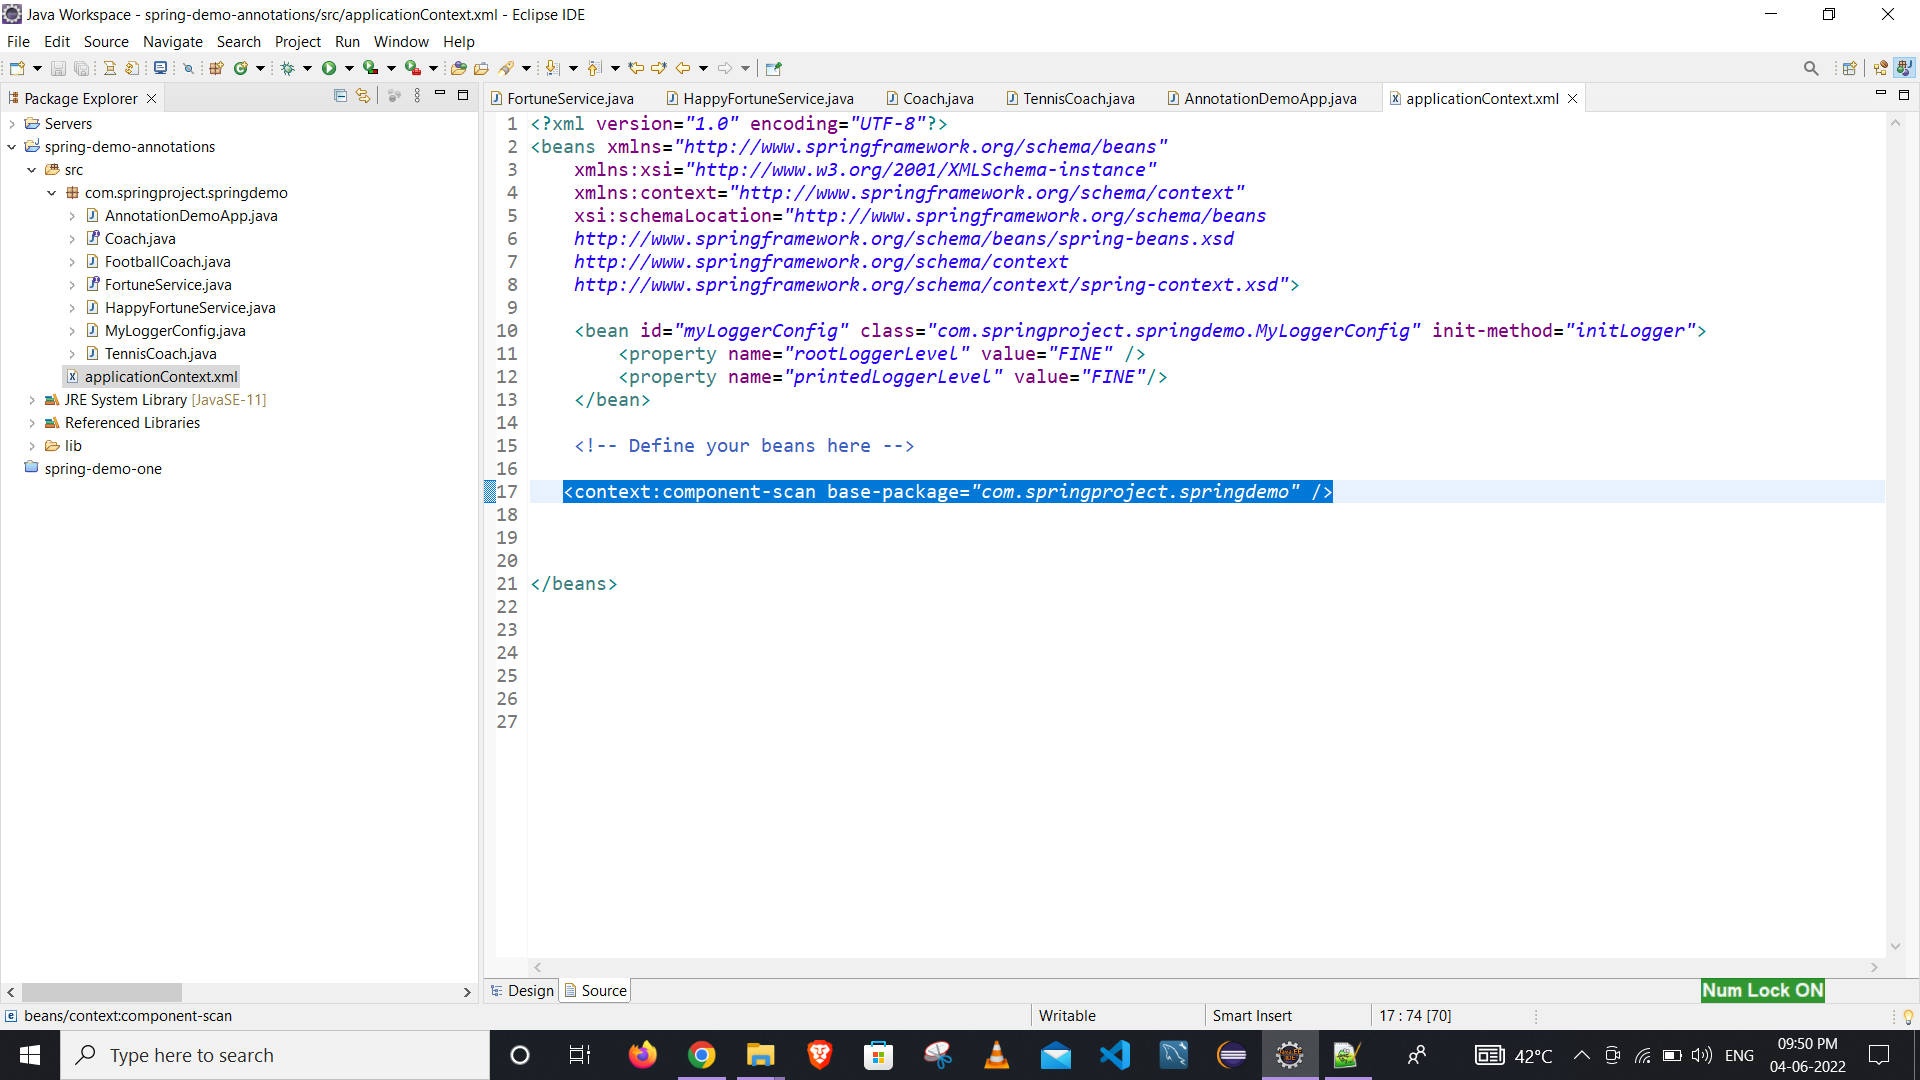 Java Workspace - spring-demo-annotations/src/applicationContext.xml - Eclipse IDE
File Edit Source Navigate Search Project Run Window Help
Package Explorer
FortuneService.java HappyFortuneService.java Coach.java TennisCoach.java AnnotationDemoApp.java applicationContext.xml
Servers
spring-demo-annotations
src
com.springproject.springdemo
AnnotationDemoApp.java
Coach.java
FootballCoach.java
FortuneService.java
HappyFortuneService.java
MyLoggerConfig.java
TennisCoach.java
applicationContext.xml
JRE System Library [JavaSE-11]
Referenced Libraries
lib
spring-demo-one
1 <?xml version="1.0" encoding="UTF-8"?>
2 <beans xmlns="http://www.springframework.org/schema/beans"
3 xmlns:xsi="http://www.w3.org/2001/XMLSchema-instance"
4 xmlns:context="http://www.springframework.org/schema/context"
5 xsi:schemaLocation="http://www.springframework.org/schema/beans
6 http://www.springframework.org/schema/beans/spring-beans.xsd
7 http://www.springframework.org/schema/context
8 http://www.springframework.org/schema/context/spring-context.xsd">
9
10 <bean id="myLoggerConfig" class="com.springproject.springdemo.MyLoggerConfig" init-method="initLogger">
11 <property name="rootLoggerLevel" value="FINE" />
12 <property name="printedLoggerLevel" value="FINE"/>
13 </bean>
14
15 <!-- Define your beans here -->
16
17 <context:component-scan base-package="com.springproject.springdemo" />
18
19
20
21 </beans>
22
23
24
25
26
27
Design Source
Num Lock ON
beans/context:component-scan Writable Smart Insert 17 : 74 [70]
Type here to search
42°C ENG 09:50 PM
04-06-2022